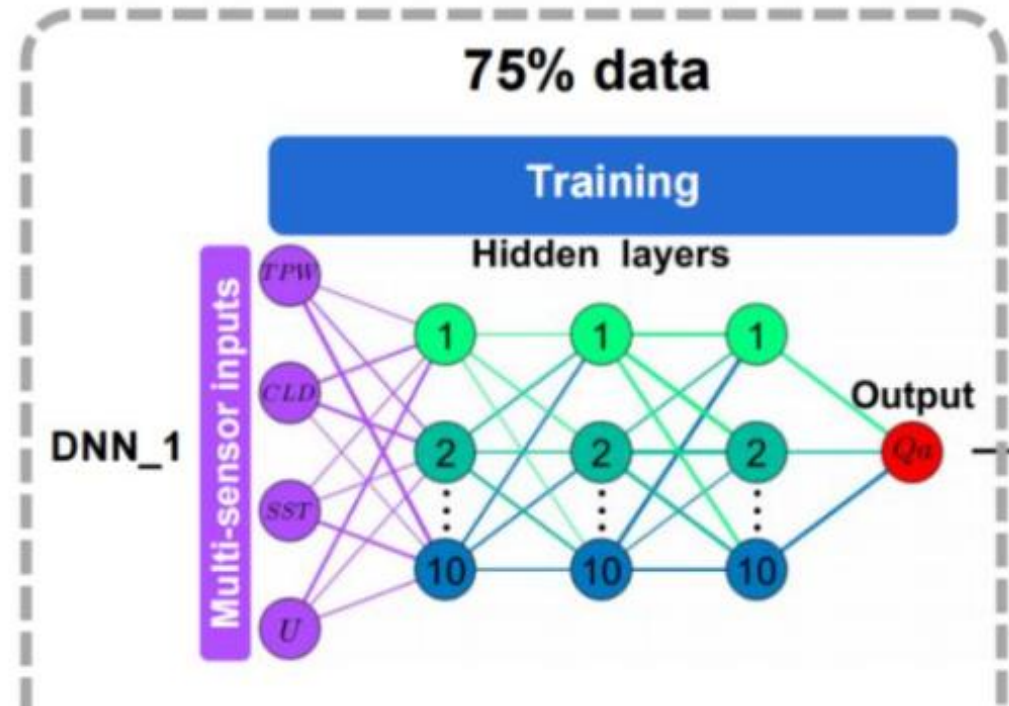 75% data
Training
Hidden layers
Multi-sensor inputs
TPW
CLD
SST
U
DNN_1
1
1
1
2
2
2
10
10
10
Output
Qa